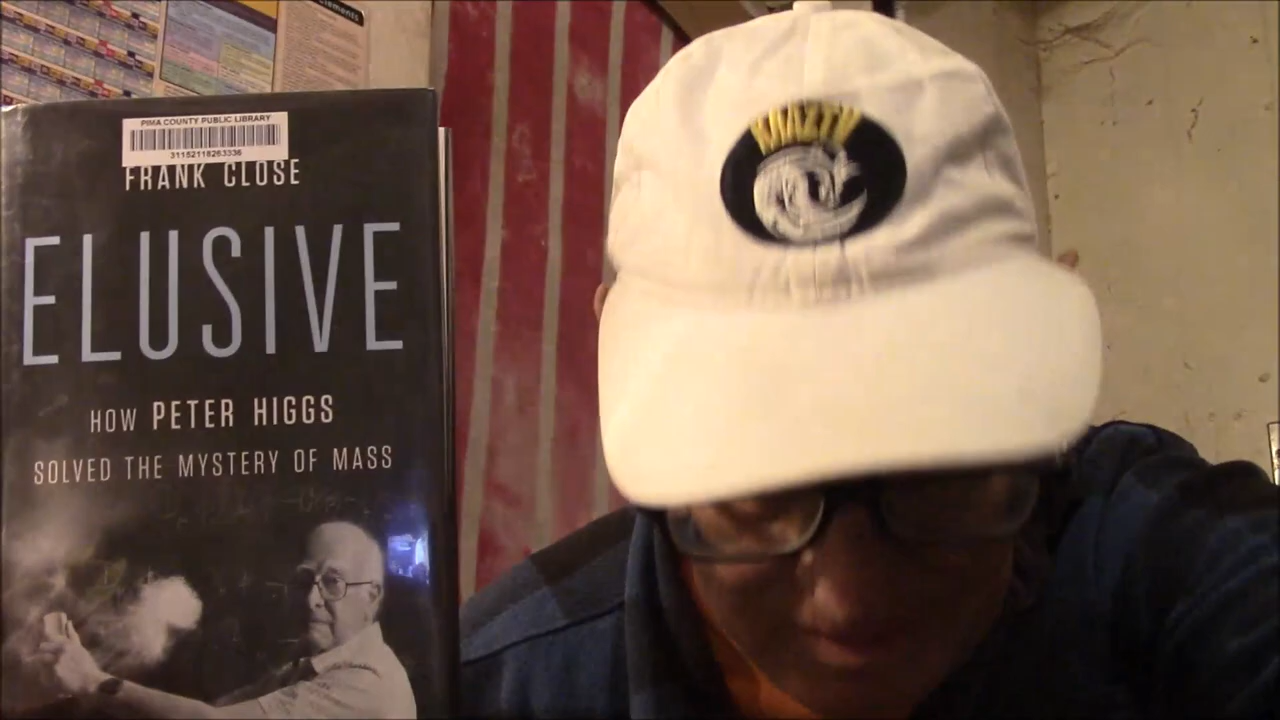 PIMA COUNTY PUBLIC LIBRARY
31152118263336
FRANK CLOSE
ELUSIVE
HOW PETER HIGGS
SOLVED THE MYSTERY OF MASS